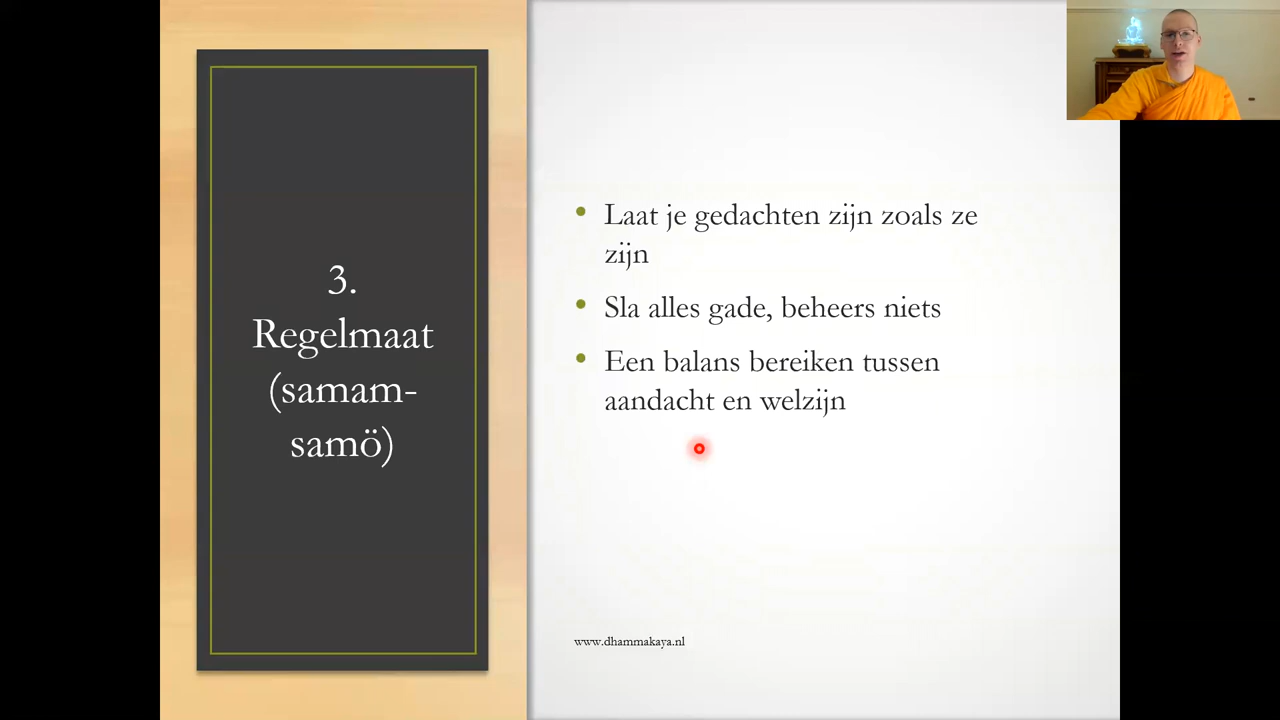 3.
Regelmaat
(samam-
samö)
Laat je gedachten zijn zoals ze
zijn
Sla alles gade, beheers niets
Een balans bereiken tussen
aandacht en welzijn
www.dhammakaya.nl